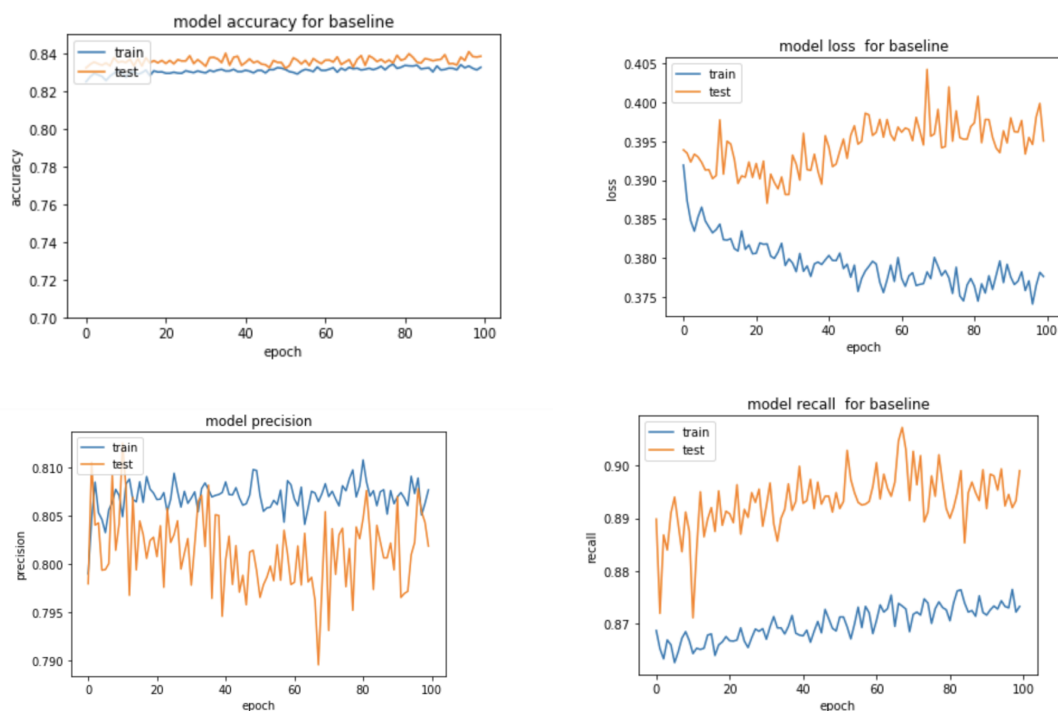 model accuracy for baseline
train
test
0.84
0.82
0.80
0.78
0.76
0.74
0.72
0.70
accuracy
0 20 40 60 80 100
epoch
model loss for baseline
train
test
0.405
0.400
0.395
0.390
0.385
0.380
0.375
loss
0 20 40 60 80 100
epoch
model precision
train
test
0.810
0.805
0.800
0.795
0.790
precision
0 20 40 60 80 100
epoch
model recall for baseline
train
test
0.90
0.89
0.88
0.87
recall
0 20 40 60 80 100
epoch